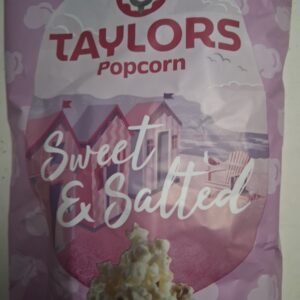 TAYLORS
Popcorn
Sweet
& Salted